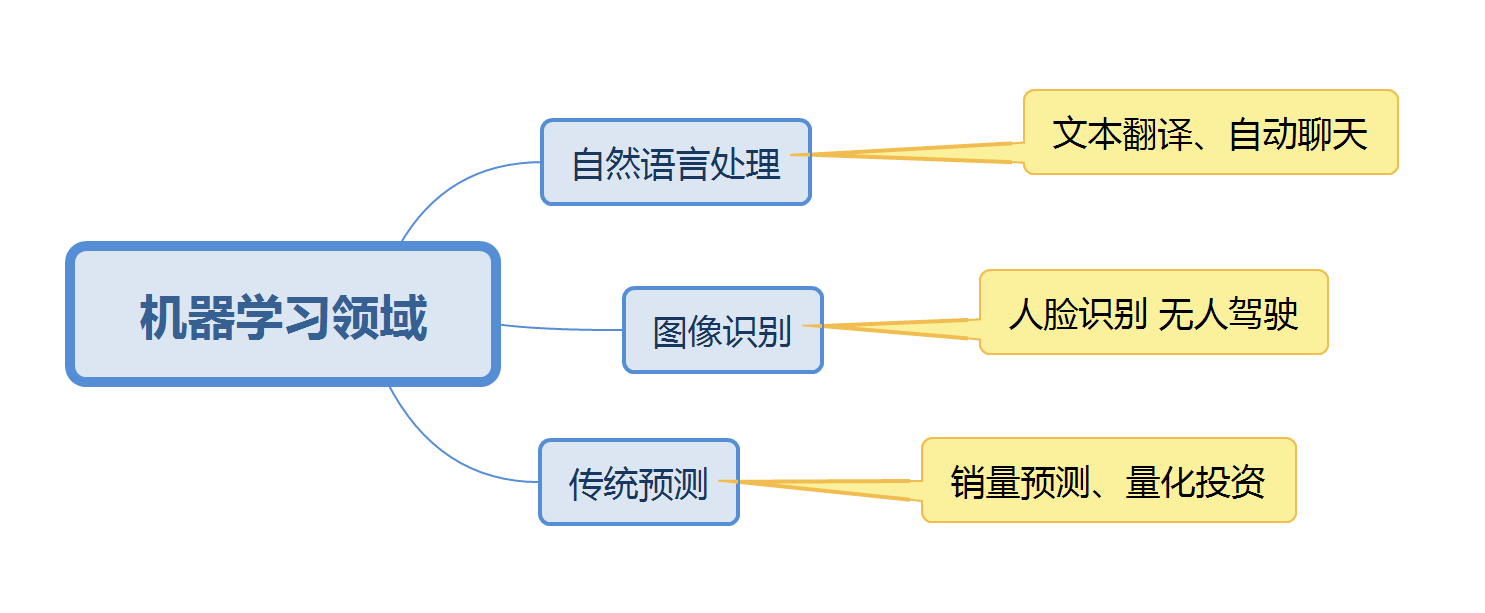 机器学习领域
自然语言处理
文本翻译、自动聊天
图像识别
人脸识别 无人驾驶
传统预测
销量预测、量化投资